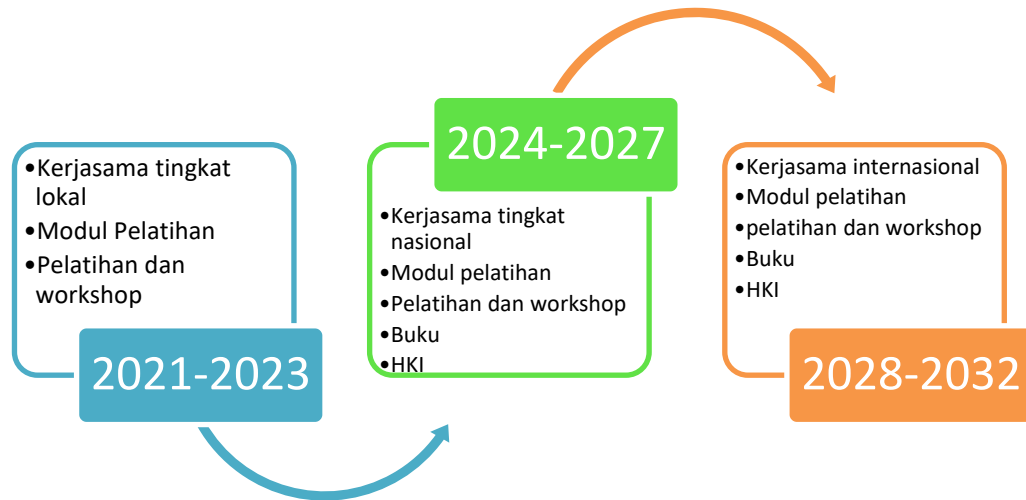 •Kerjasama tingkat
lokal
•Modul Pelatihan
•Pelatihan dan
workshop
2021-2023
2024-2027
•Kerjasama tingkat
nasional
•Modul pelatihan
•Pelatihan dan workshop
•Buku
•HKI
•Kerjasama internasional
•Modul pelatihan
•pelatihan dan workshop
•Buku
•HKI
2028-2032